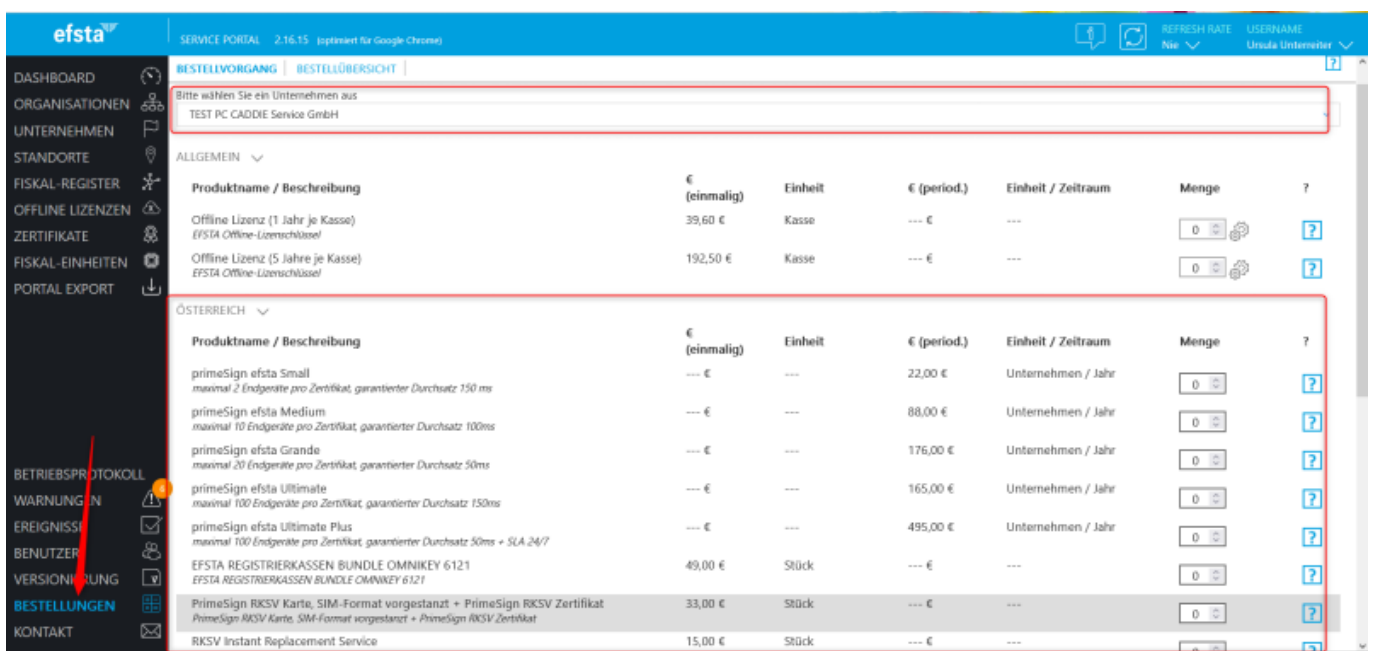 efsta
SERVICE PORTAL 2.16.15 (optimiert für Google Chrome)
REFRESH RATE
Nie
USERNAME
Ursula Unterreiter
DASHBOARD
ORGANISATIONEN
UNTERNEHMEN
STANDORTE
FISKAL-REGISTER
OFFLINE LIZENZEN
ZERTIFIKATE
FISKAL-EINHEITEN
PORTAL EXPORT
BETRIEBSPROTOKOLL
WARNUNGEN
EREIGNISSE
BENUTZER
VERSIONIERUNG
BESTELLUNGEN
KONTAKT
BESTELLVORGANG | BESTELLÜBERSICHT |
?
Bitte wählen Sie ein Unternehmen aus
TEST PC CADDIE Service GmbH
ALLGEMEIN
Produktname / Beschreibung € (einmalig) Einheit € (period.) Einheit / Zeitraum Menge ?
Offline Lizenz (1 Jahr je Kasse) 39,60 € Kasse --- € --- 0 ?
EFSTA Offline-Lizenschlüssel
Offline Lizenz (5 Jahre je Kasse) 192,50 € Kasse --- € --- 0 ?
EFSTA Offline-Lizenschlüssel
ÖSTERREICH
Produktname / Beschreibung € (einmalig) Einheit € (period.) Einheit / Zeitraum Menge ?
primeSign efsta Small --- € --- 22,00 € Unternehmen / Jahr 0 ?
maximal 2 Endgeräte pro Zertifikat, garantierter Durchsatz 150 ms
primeSign efsta Medium --- € --- 88,00 € Unternehmen / Jahr 0 ?
maximal 10 Endgeräte pro Zertifikat, garantierter Durchsatz 100ms
primeSign efsta Grande --- € --- 176,00 € Unternehmen / Jahr 0 ?
maximal 20 Endgeräte pro Zertifikat, garantierter Durchsatz 50ms
primeSign efsta Ultimate --- € --- 165,00 € Unternehmen / Jahr 0 ?
maximal 100 Endgeräte pro Zertifikat, garantierter Durchsatz 150ms
primeSign efsta Ultimate Plus --- € --- 495,00 € Unternehmen / Jahr 0 ?
maximal 100 Endgeräte pro Zertifikat, garantierter Durchsatz 50ms + SLA 24/7
EFSTA REGISTRIERKASSEN BUNDLE OMNIKEY 6121 49,00 € Stück --- € --- 0 ?
EFSTA REGISTRIERKASSEN BUNDLE OMNIKEY 6121
PrimeSign RKSV Karte, SIM-Format vorgestanzt + PrimeSign RKSV Zertifikat 33,00 € Stück --- € --- 0 ?
PrimeSign RKSV Karte, SIM-Format vorgestanzt + PrimeSign RKSV Zertifikat
RKSV Instant Replacement Service 15,00 € Stück --- € ---